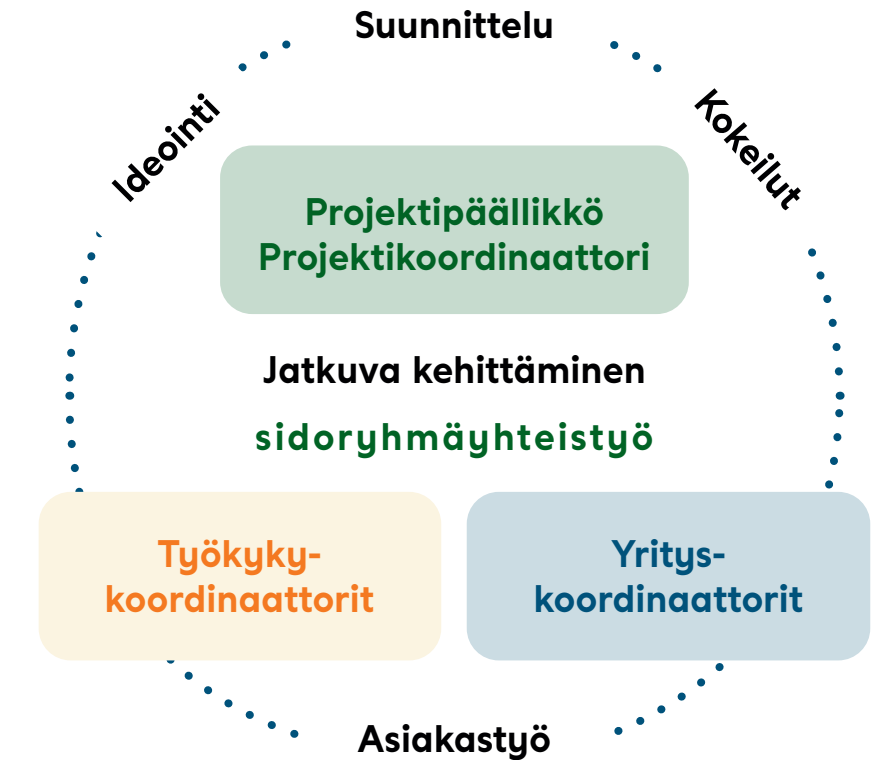 Suunnittelu
Ideointi
Kokeilut
Projektipäällikkö
Projektikoordinaattori
Jatkuva kehittäminen
sidoryhmäyhteistyö
Työkyky-
koordinaattorit
Yritys-
koordinaattorit
Asiakastyö